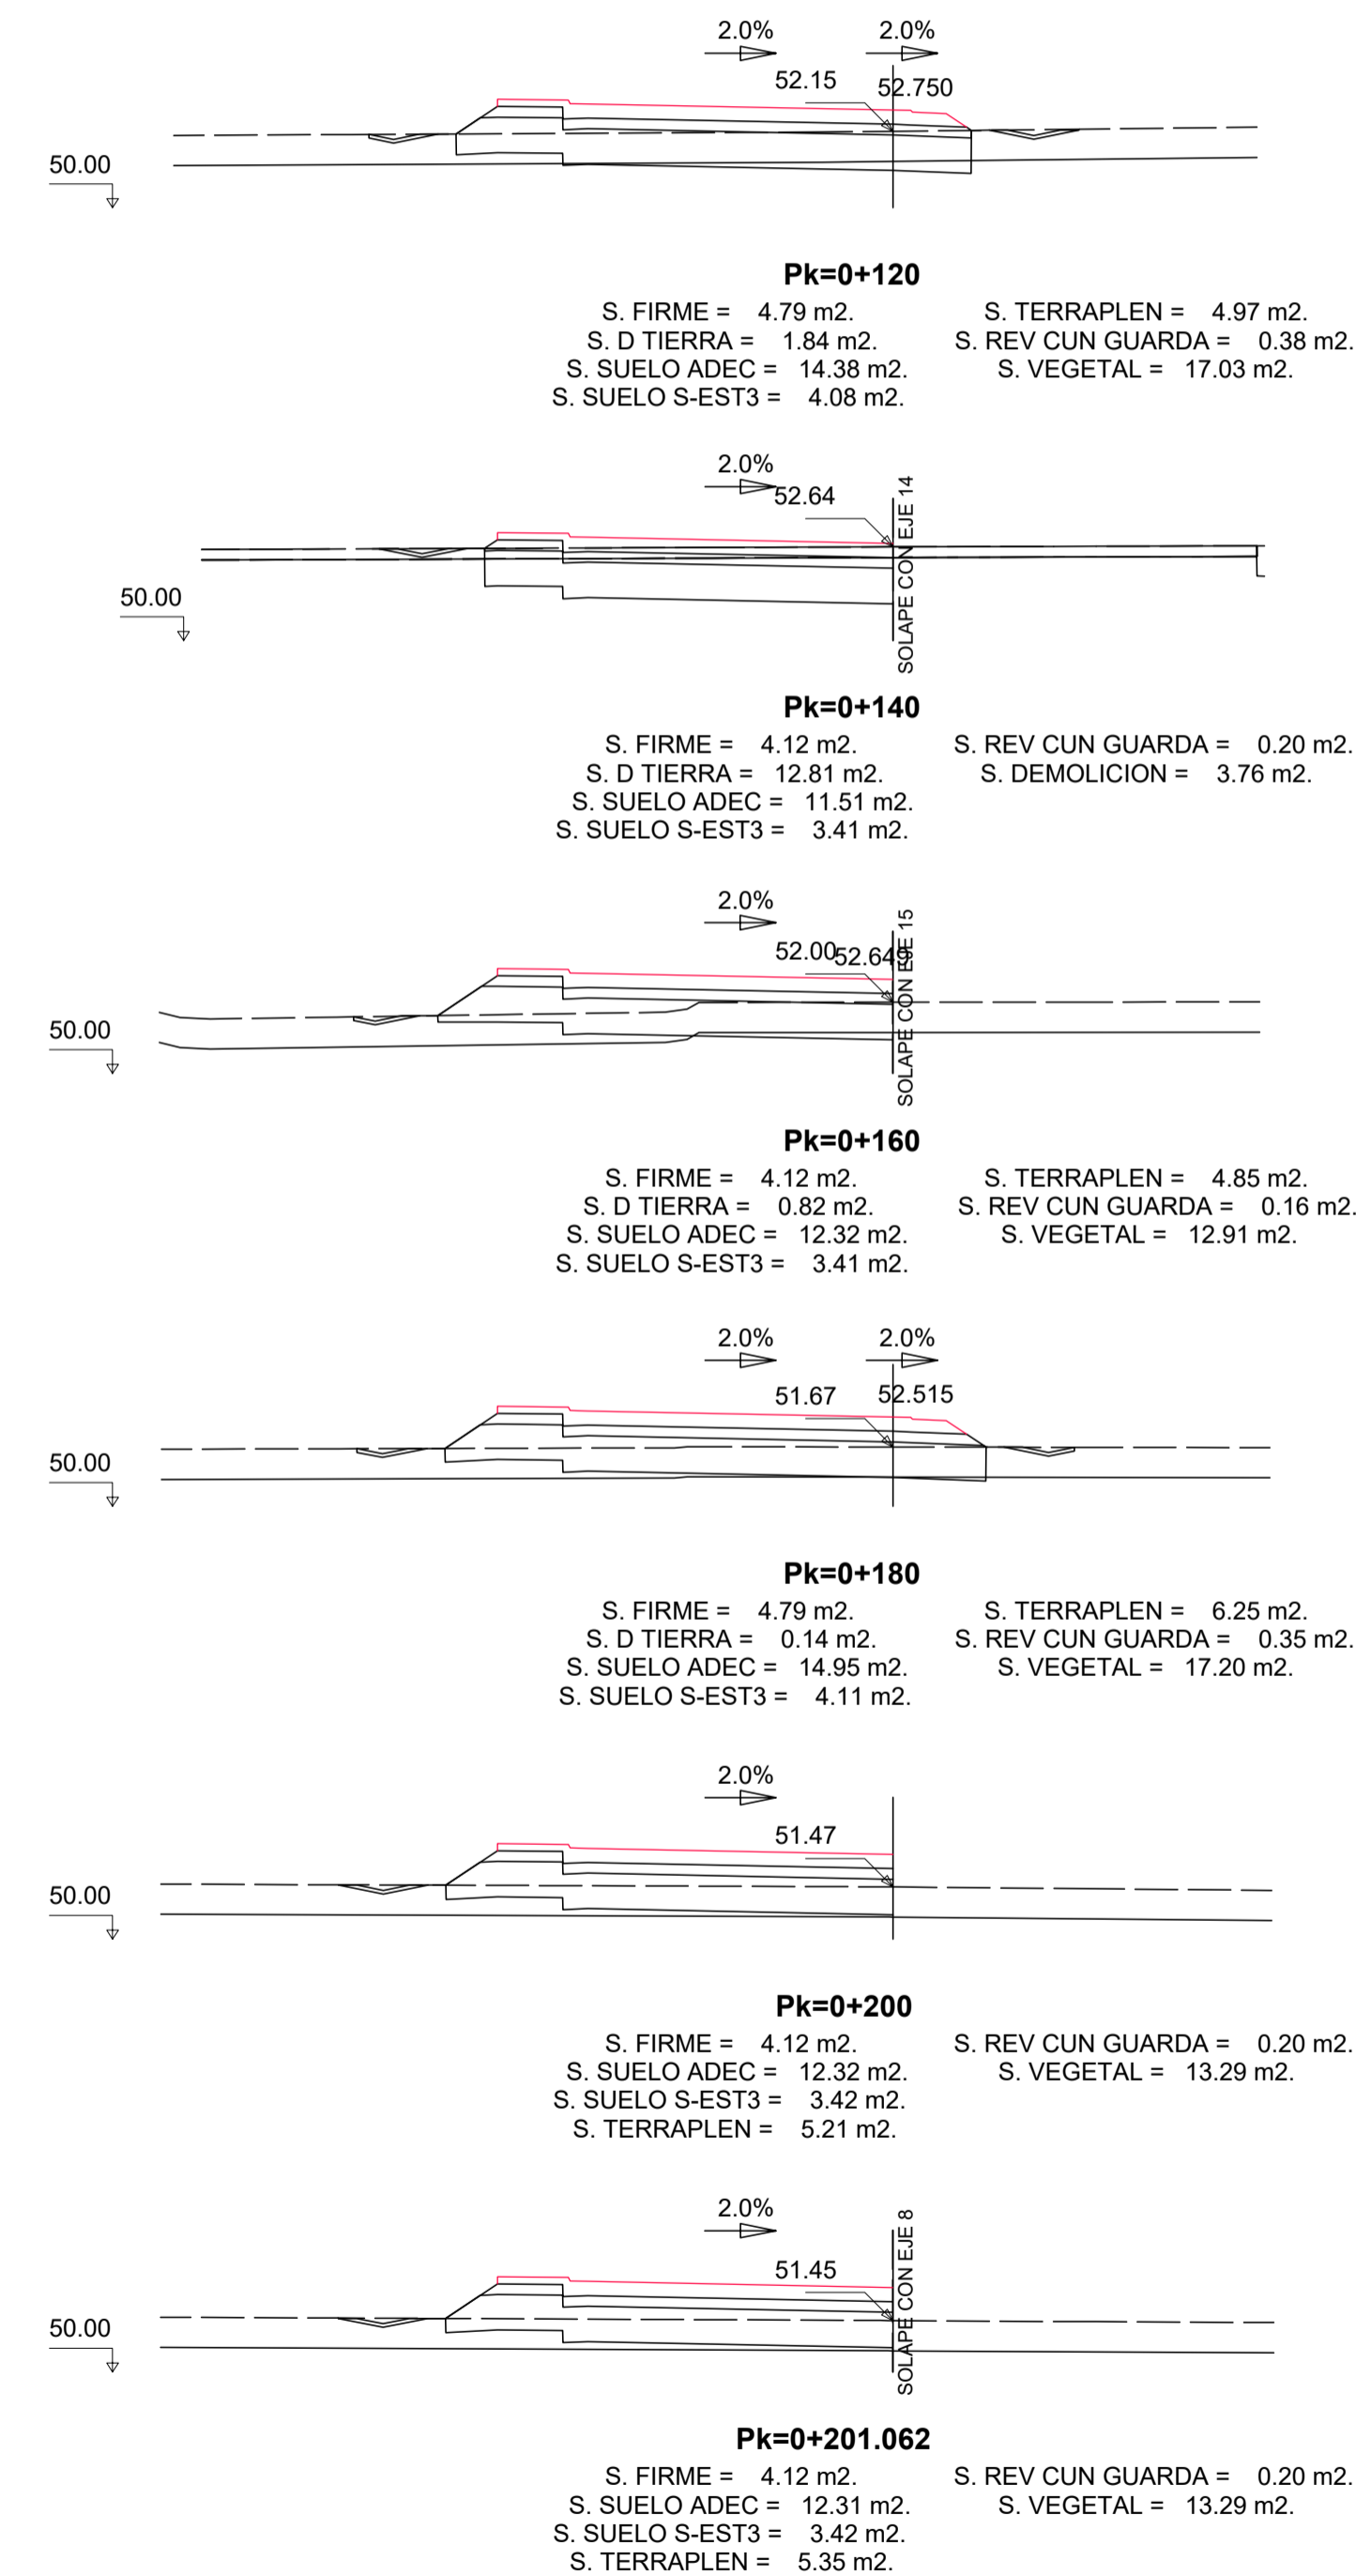 2.0% 2.0%
52.15 52.750
50.00
Pk=0+120
S. FIRME = 4.79 m2. S. TERRAPLEN = 4.97 m2.
S. D TIERRA = 1.84 m2. S. REV CUN GUARDA = 0.38 m2.
S. SUELO ADEC = 14.38 m2. S. VEGETAL = 17.03 m2.
S. SUELO S-EST3 = 4.08 m2.
2.0%
52.64
SOLAPE CON EJE 14
50.00
Pk=0+140
S. FIRME = 4.12 m2. S. REV CUN GUARDA = 0.20 m2.
S. D TIERRA = 12.81 m2. S. DEMOLICION = 3.76 m2.
S. SUELO ADEC = 11.51 m2.
S. SUELO S-EST3 = 3.41 m2.
2.0%
52.00 52.649
SOLAPE CON EJE 15
50.00
Pk=0+160
S. FIRME = 4.12 m2. S. TERRAPLEN = 4.85 m2.
S. D TIERRA = 0.82 m2. S. REV CUN GUARDA = 0.16 m2.
S. SUELO ADEC = 12.32 m2. S. VEGETAL = 12.91 m2.
S. SUELO S-EST3 = 3.41 m2.
2.0% 2.0%
51.67 52.515
50.00
Pk=0+180
S. FIRME = 4.79 m2. S. TERRAPLEN = 6.25 m2.
S. D TIERRA = 0.14 m2. S. REV CUN GUARDA = 0.35 m2.
S. SUELO ADEC = 14.95 m2. S. VEGETAL = 17.20 m2.
S. SUELO S-EST3 = 4.11 m2.
2.0%
51.47
50.00
Pk=0+200
S. FIRME = 4.12 m2. S. REV CUN GUARDA = 0.20 m2.
S. SUELO ADEC = 12.32 m2. S. VEGETAL = 13.29 m2.
S. SUELO S-EST3 = 3.42 m2.
S. TERRAPLEN = 5.21 m2.
2.0%
51.45
SOLAPE CON EJE 8
50.00
Pk=0+201.062
S. FIRME = 4.12 m2. S. REV CUN GUARDA = 0.20 m2.
S. SUELO ADEC = 12.31 m2. S. VEGETAL = 13.29 m2.
S. SUELO S-EST3 = 3.42 m2.
S. TERRAPLEN = 5.35 m2.